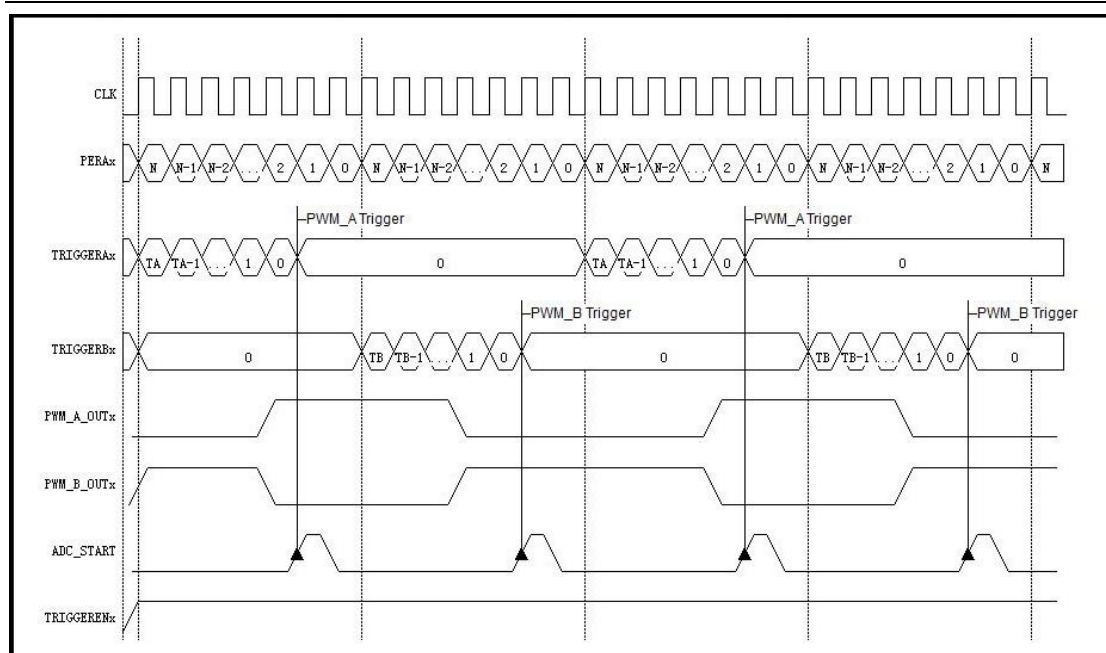 CLK
PERAx N N-1 N-2 ... 2 1 0 N N-1 N-2 ... 2 1 0 N N-1 N-2 ... 2 1 0 N N-1 N-2 ... 2 1 0 N
PWM_A Trigger PWM_A Trigger
TRIGGERAx TA TA-1 ... 1 0 0 TA TA-1 ... 1 0 0
PWM_B Trigger PWM_B Trigger
TRIGGERBx 0 TB TB-1 ... 1 0 0 TB TB-1 ... 1 0 0
PWM_A_OUTx
PWM_B_OUTx
ADC_START
TRIGGERENx